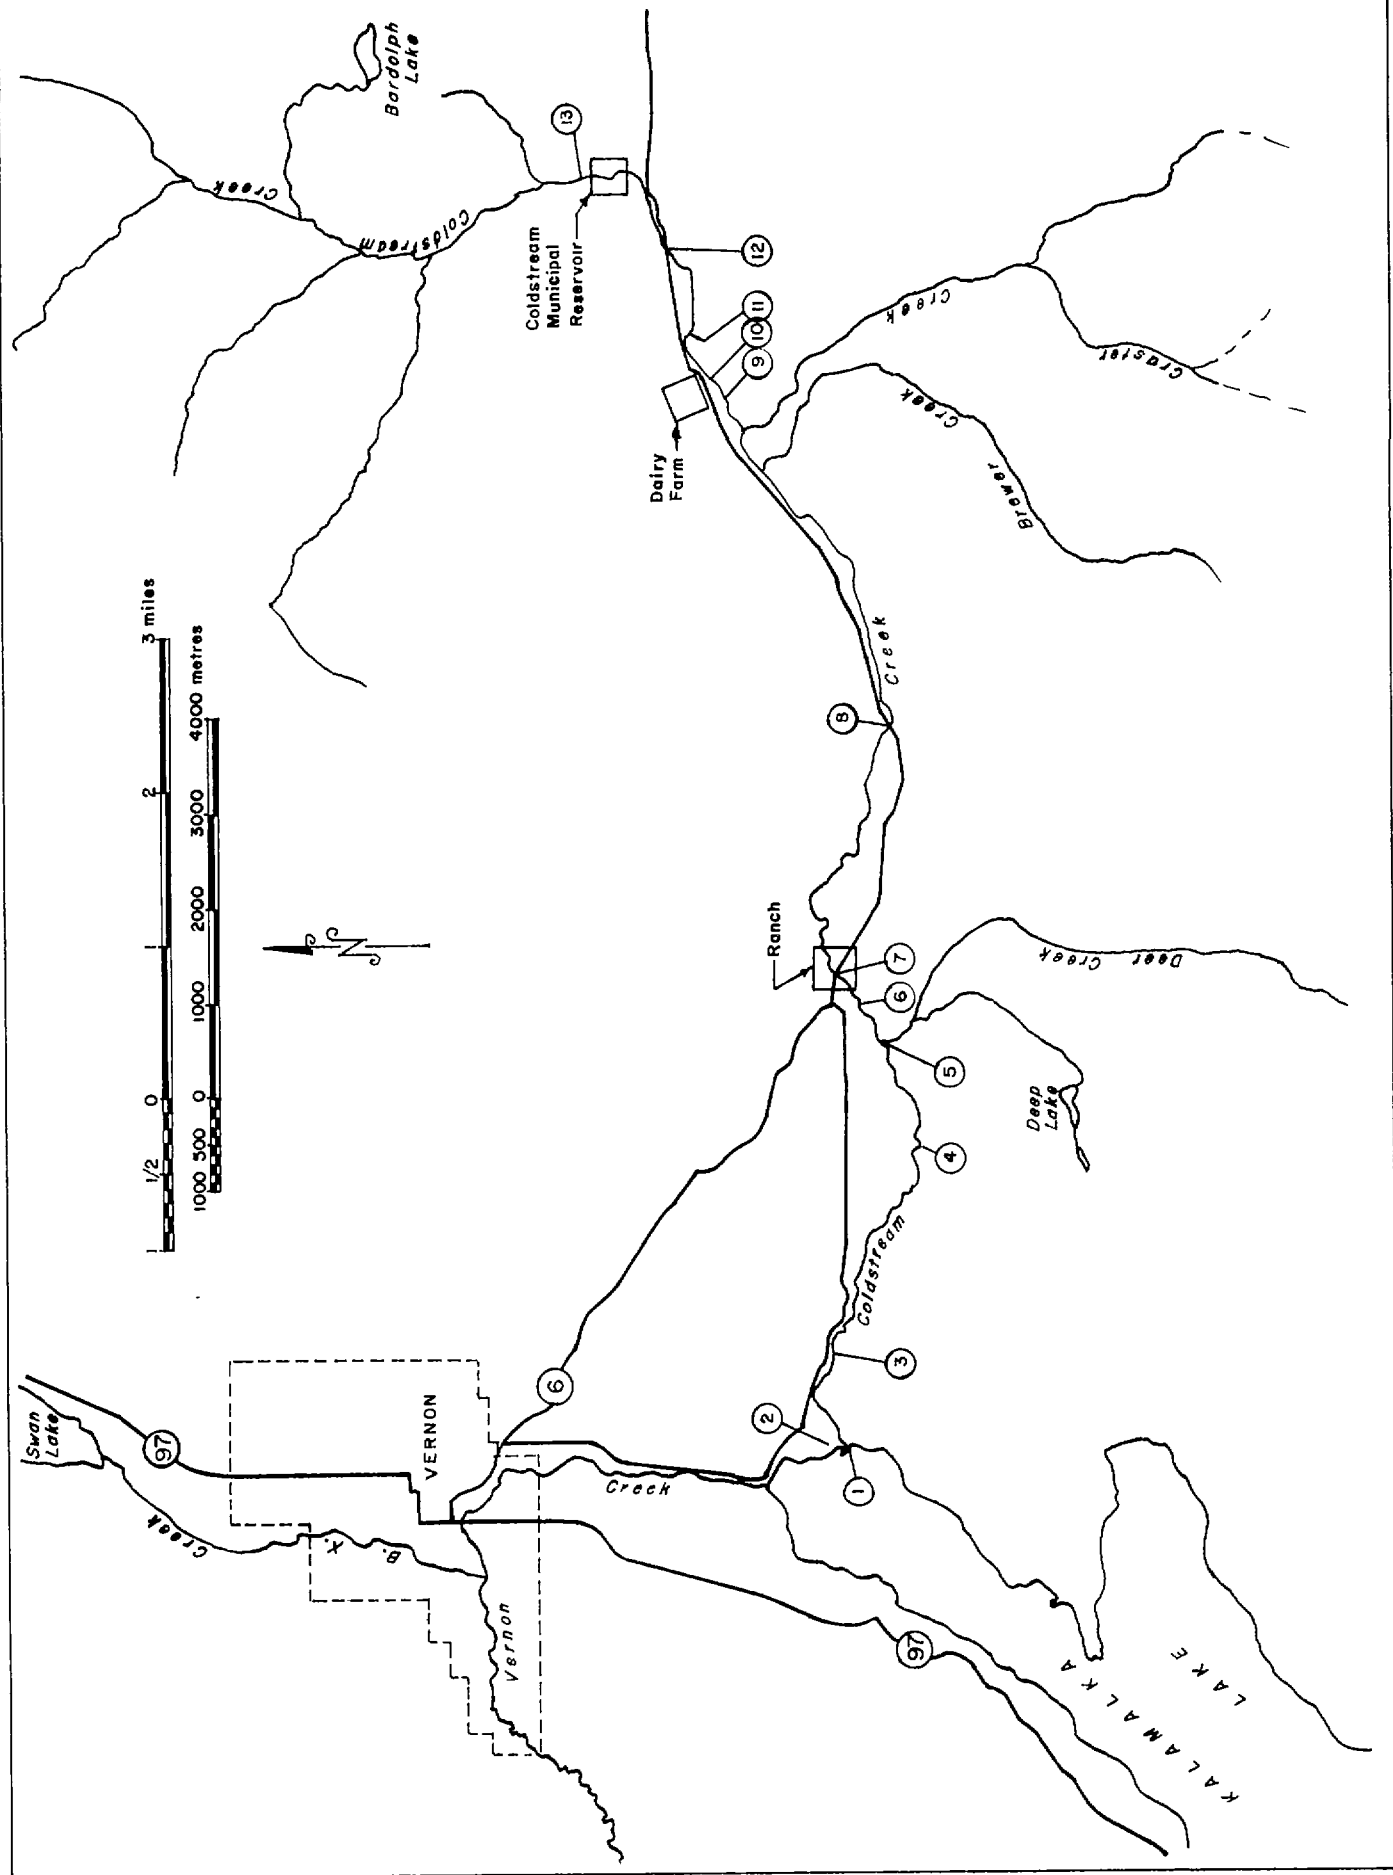 Bardolph
Lake
Creek
Coldstream
13
Coldstream
Municipal
Reservoir
12
11
10
9
Dairy
Farm
Creek
Craster
Creek
Brewer
3 miles
2
1
0
1/2
1
4000 metres
3000
2000
1000
0
500
1000
N
Creek
8
Ranch
7
6
5
Deer Creek
Deep
Lake
4
Coldstream
3
2
1
6
Swan
Lake
97
VERNON
Creek
B. X.
Creek
Vernon
97
KALAMALKA
LAKE